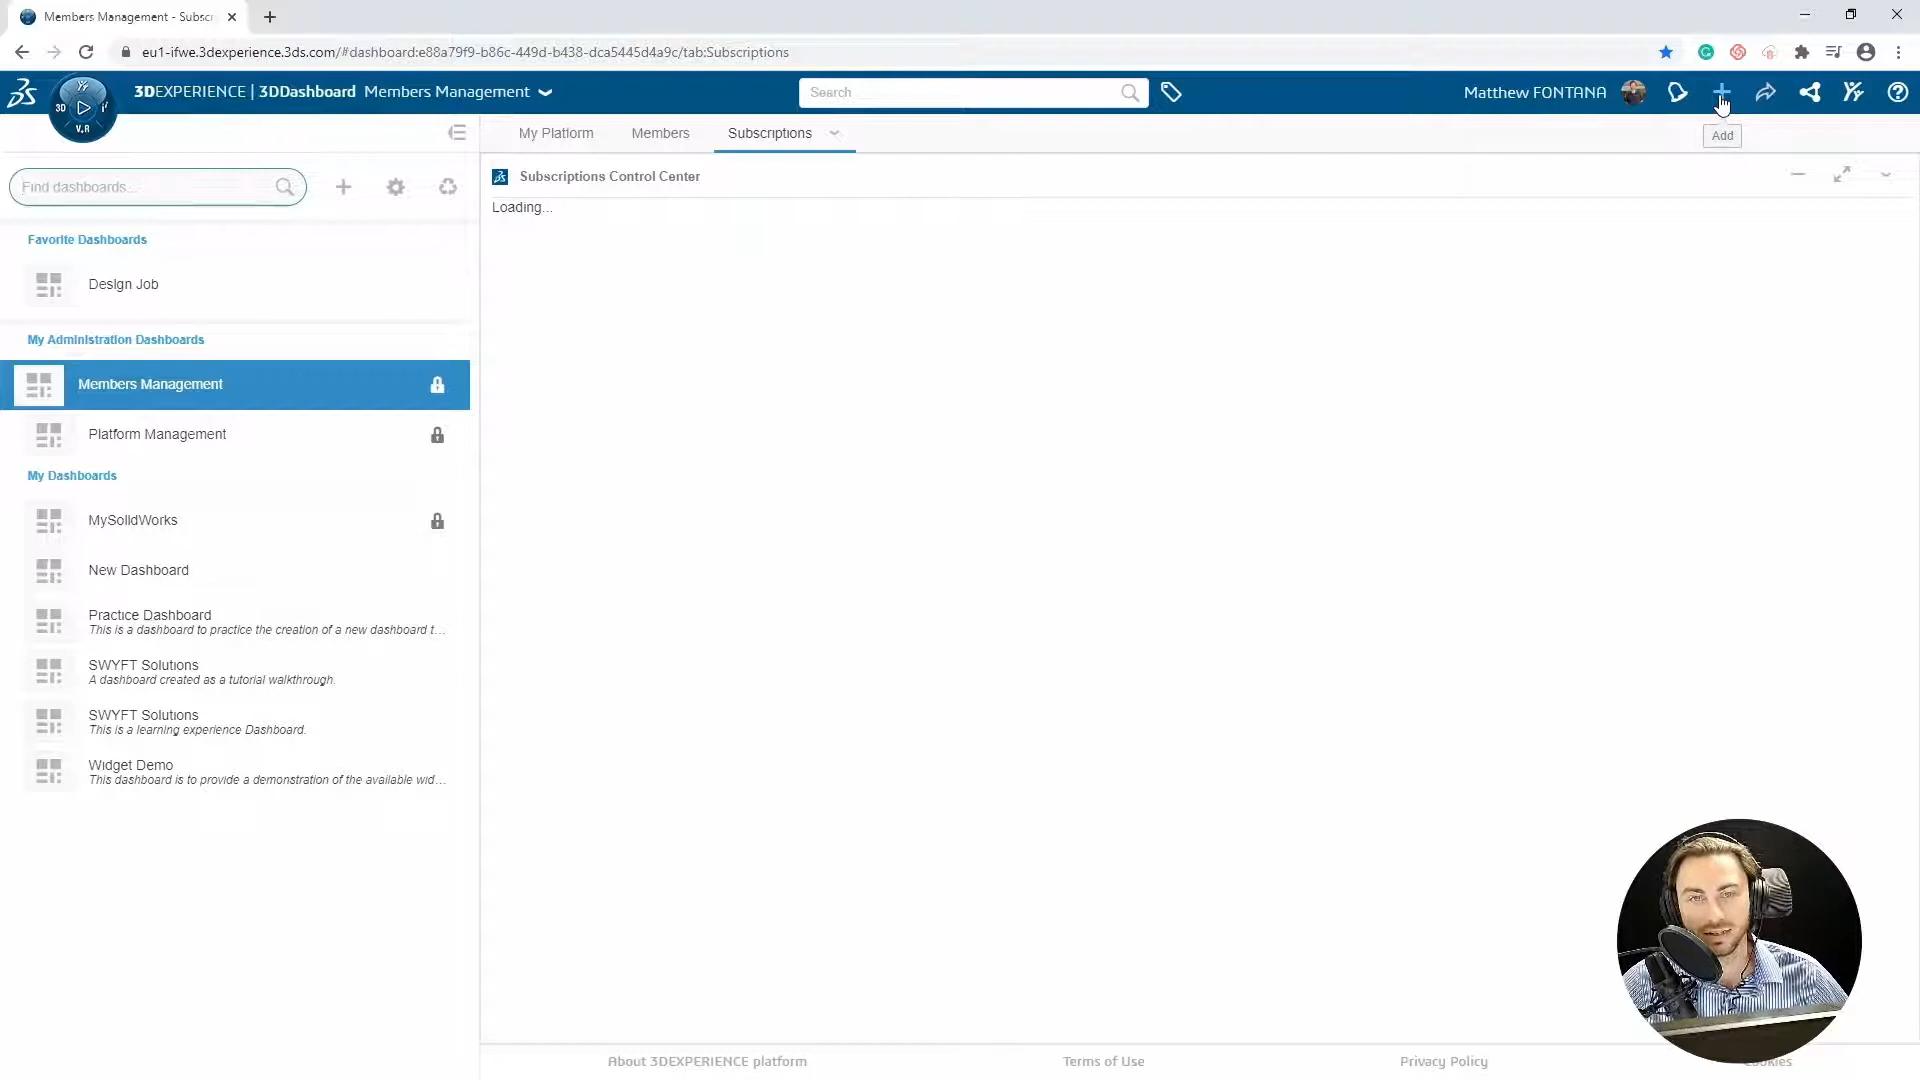 Members Management - Subscr
eu1-ifwe.3dexperience.3ds.com/#dashboard:e88a79f9-b86c-449d-b438-dca5445d4a9c/tab:Subscriptions
3DEXPERIENCE | 3DDashboard Members Management
Search
Matthew FONTANA
3D
V.R
Add
My Platform
Members
Subscriptions
Find dashboards...
Subscriptions Control Center
Loading...
Favorite Dashboards
Design Job
My Administration Dashboards
Members Management
Platform Management
My Dashboards
MySolidWorks
New Dashboard
Practice Dashboard
This is a dashboard to practice the creation of a new dashboard t...
SWYFT Solutions
A dashboard created as a tutorial walkthrough.
SWYFT Solutions
This is a learning experience Dashboard.
Widget Demo
This dashboard is to provide a demonstration of the available wid...
About 3DEXPERIENCE platform
Terms of Use
Privacy Policy
Cookies